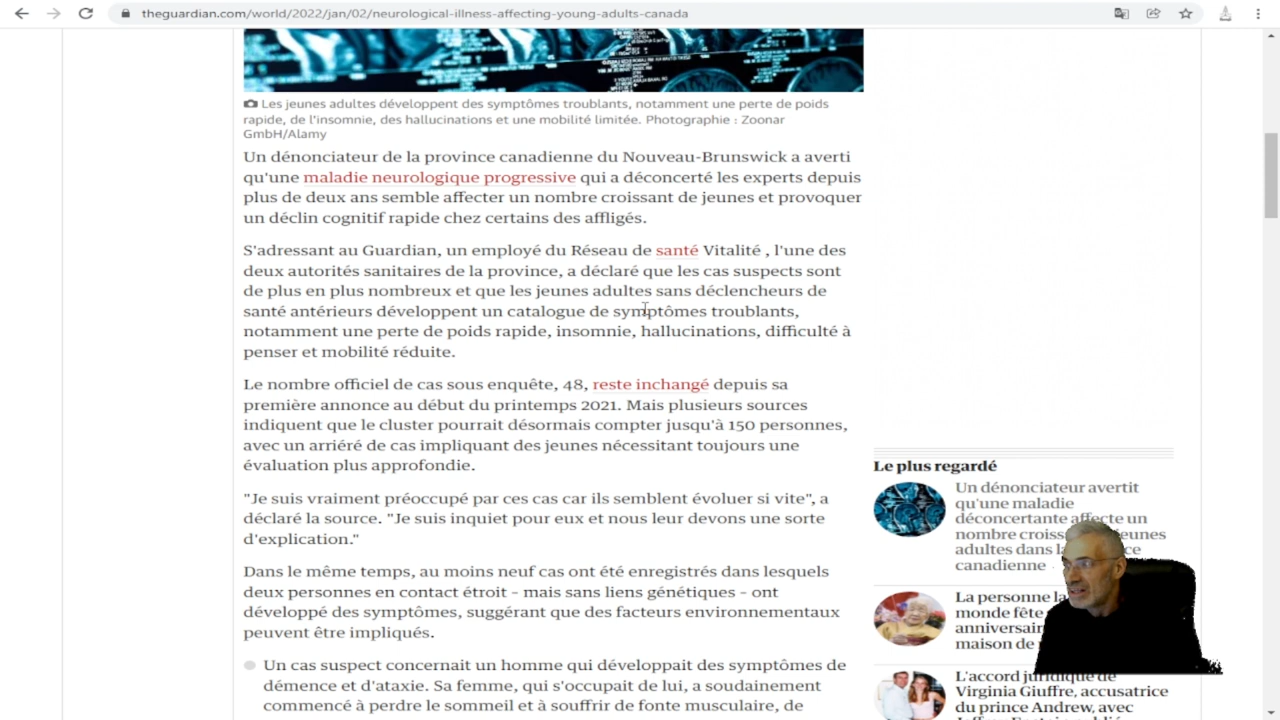 theguardian.com/world/2022/jan/02/neurological-illness-affecting-young-adults-canada
Les jeunes adultes développent des symptômes troublants, notamment une perte de poids
rapide, de l'insomnie, des hallucinations et une mobilité limitée. Photographie : Zoonar
GmbH/Alamy
Un dénonciateur de la province canadienne du Nouveau-Brunswick a averti
qu'une maladie neurologique progressive qui a déconcerté les experts depuis
plus de deux ans semble affecter un nombre croissant de jeunes et provoquer
un déclin cognitif rapide chez certains des affligés.
S'adressant au Guardian, un employé du Réseau de santé Vitalité , l'une des
deux autorités sanitaires de la province, a déclaré que les cas suspects sont
de plus en plus nombreux et que les jeunes adultes sans déclencheurs de
santé antérieurs développent un catalogue de symptômes troublants,
notamment une perte de poids rapide, insomnie, hallucinations, difficulté à
penser et mobilité réduite.
Le nombre officiel de cas sous enquête, 48, reste inchangé depuis sa
première annonce au début du printemps 2021. Mais plusieurs sources
indiquent que le cluster pourrait désormais compter jusqu'à 150 personnes,
avec un arriéré de cas impliquant des jeunes nécessitant toujours une
évaluation plus approfondie.
"Je suis vraiment préoccupé par ces cas car ils semblent évoluer si vite", a
déclaré la source. "Je suis inquiet pour eux et nous leur devons une sorte
d'explication."
Dans le même temps, au moins neuf cas ont été enregistrés dans lesquels
deux personnes en contact étroit – mais sans liens génétiques – ont
développé des symptômes, suggérant que des facteurs environnementaux
peuvent être impliqués.
Un cas suspect concernait un homme qui développait des symptômes de
démence et d'ataxie. Sa femme, qui s'occupait de lui, a soudainement
commencé à perdre le sommeil et à souffrir de fonte musculaire, de
Le plus regardé
Un dénonciateur avertit
qu'une maladie
déconcertante affecte un
nombre croiss eunes
adultes dans la ce
canadienne
La personne la
monde fête
anniversair
maison de
L'accord juridique de
Virginia Giuffre, accusatrice
du prince Andrew, avec